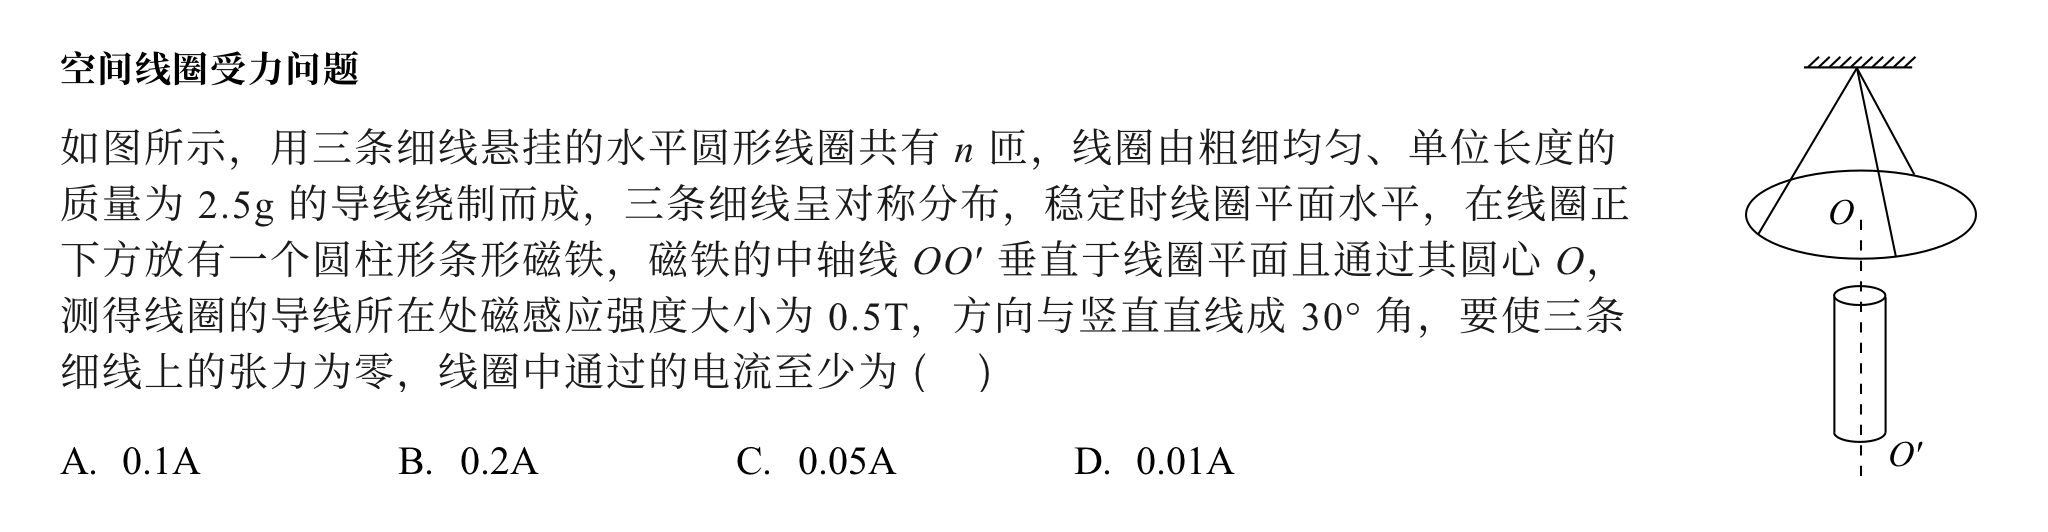 空间线圈受力问题
如图所示，用三条细线悬挂的水平圆形线圈共有 n 匝，线圈由粗细均匀、单位长度的
质量为 2.5g 的导线绕制而成，三条细线呈对称分布，稳定时线圈平面水平，在线圈正
下方放有一个圆柱形条形磁铁，磁铁的中轴线 OO′ 垂直于线圈平面且通过其圆心 O，
测得线圈的导线所在处磁感应强度大小为 0.5T，方向与竖直直线成 30° 角，要使三条
细线上的张力为零，线圈中通过的电流至少为（ ）
A. 0.1A B. 0.2A C. 0.05A D. 0.01A
O
O′